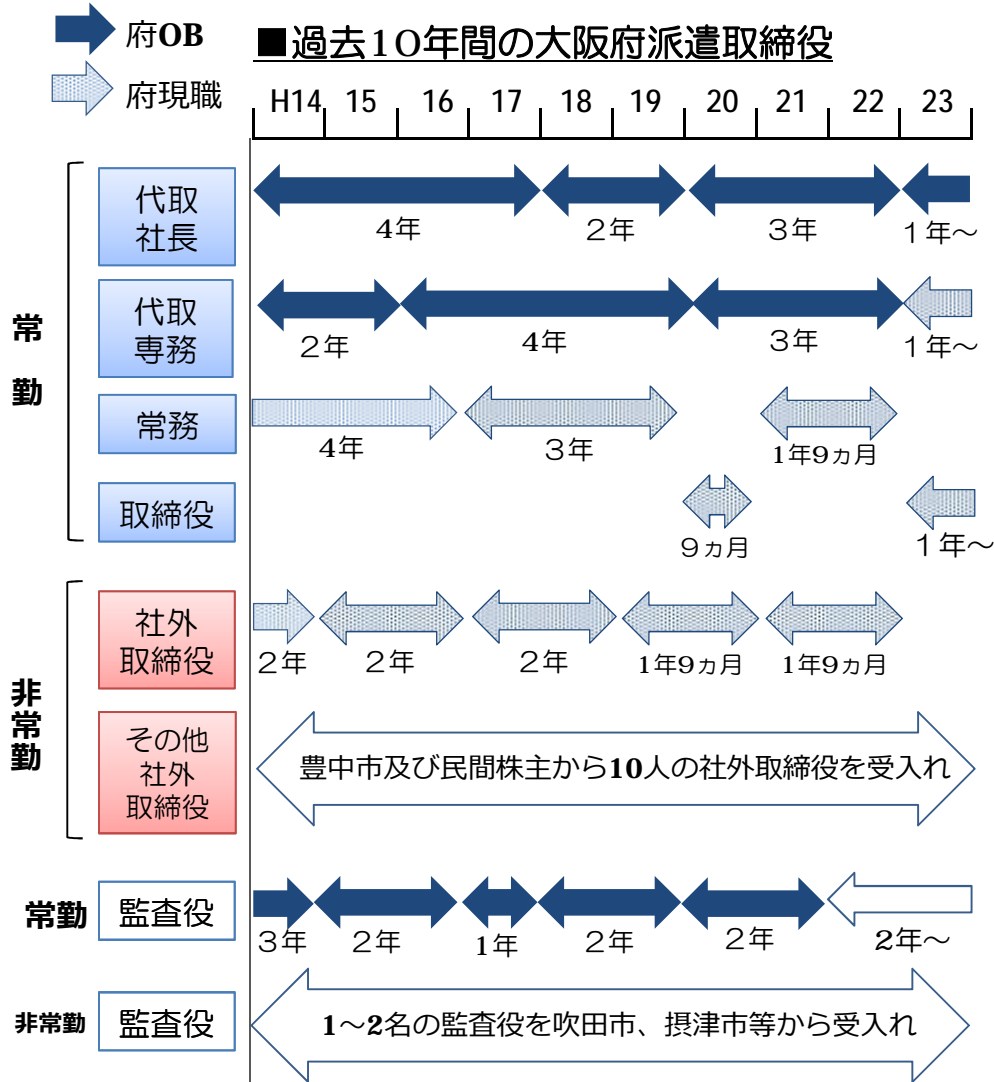 府OB
■過去10年間の大阪府派遣取締役
府現職
H14 15 16 17 18 19 20 21 22 23
常勤
代取
社長
4年 2年 3年 1年～
代取
専務
2年 4年 3年 1年～
常務
4年 3年 1年9ヵ月
取締役
9ヵ月 1年～
非常勤
社外
取締役
2年 2年 2年 1年9ヵ月 1年9ヵ月
その他
社外
取締役
豊中市及び民間株主から10人の社外取締役を受入れ
常勤 監査役
3年 2年 1年 2年 2年 2年～
非常勤 監査役
1～2名の監査役を吹田市、摂津市等から受入れ